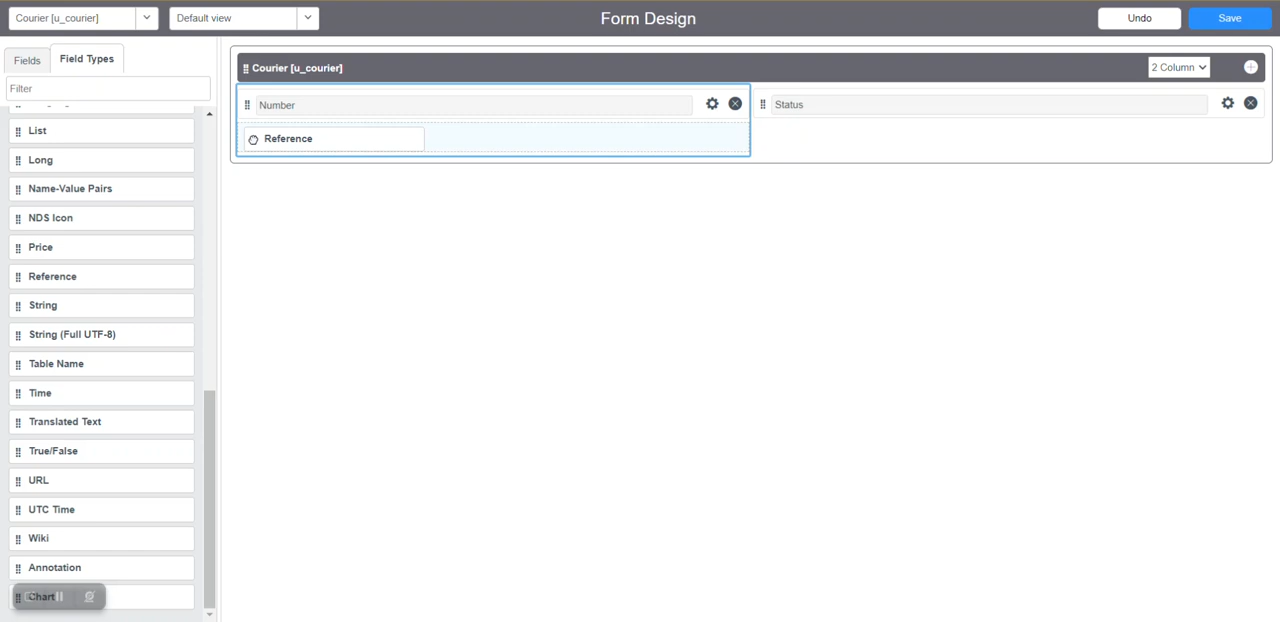 Courier [u_courier]
Default view
Form Design
Undo
Save
Fields
Field Types
Filter
List
Long
Name-Value Pairs
NDS Icon
Price
Reference
String
String (Full UTF-8)
Table Name
Time
Translated Text
True/False
URL
UTC Time
Wiki
Annotation
Chart
Courier [u_courier]
2 Column
Number
Status
Reference